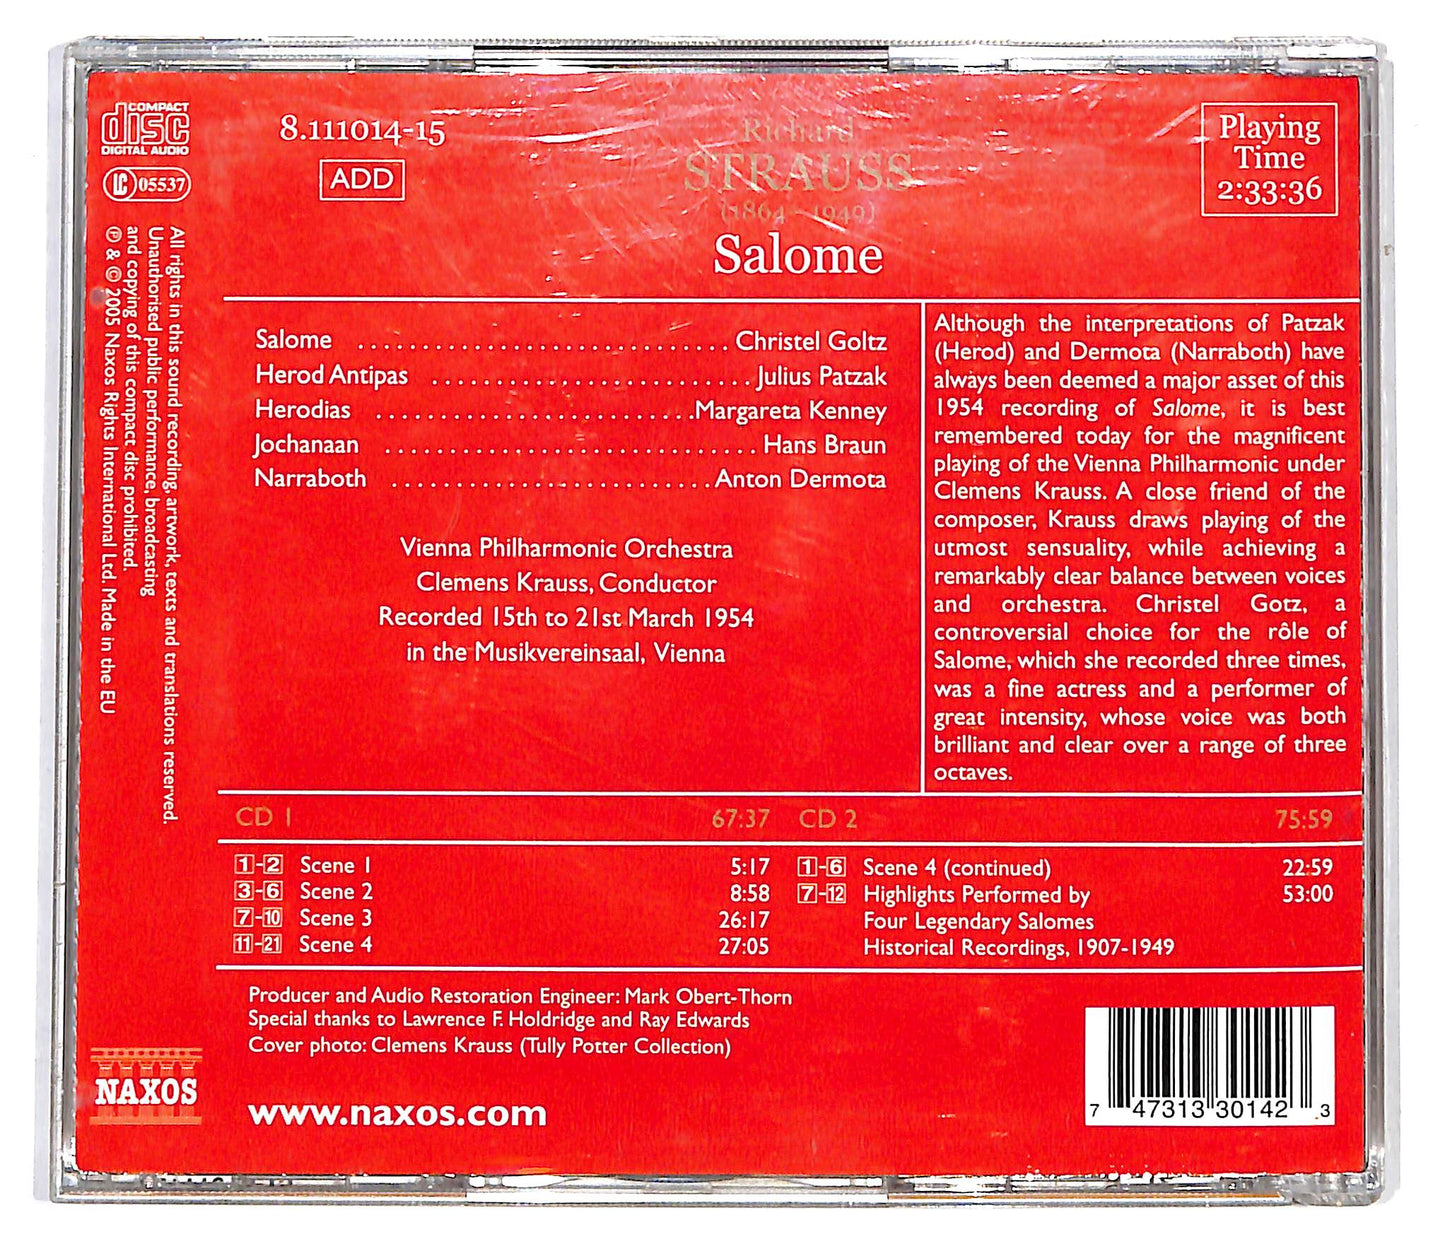 COMPACT
disc
DIGITAL AUDIO
LC 05537
8.111014-15
ADD
Richard
STRAUSS
(1864 - 1949)
Salome
Playing
Time
2:33:36
All rights in this sound recording, artwork, texts and translations reserved.
Unauthorised public performance, broadcasting
and copying of this compact disc prohibited.
℗ & © 2005 Naxos Rights International Ltd. Made in the EU
Salome ............................. Christel Goltz
Herod Antipas ......................... Julius Patzak
Herodias ......................... Margareta Kenney
Jochanaan ............................. Hans Braun
Narraboth ......................... Anton Dermota
Vienna Philharmonic Orchestra
Clemens Krauss, Conductor
Recorded 15th to 21st March 1954
in the Musikvereinsaal, Vienna
Although the interpretations of Patzak
(Herod) and Dermota (Narraboth) have
always been deemed a major asset of this
1954 recording of Salome, it is best
remembered today for the magnificent
playing of the Vienna Philharmonic under
Clemens Krauss. A close friend of the
composer, Krauss draws playing of the
utmost sensuality, while achieving a
remarkably clear balance between voices
and orchestra. Christel Gotz, a
controversial choice for the rôle of
Salome, which she recorded three times,
was a fine actress and a performer of
great intensity, whose voice was both
brilliant and clear over a range of three
octaves.
CD 1 67:37
1-2 Scene 1 5:17
3-6 Scene 2 8:58
7-10 Scene 3 26:17
11-21 Scene 4 27:05
CD 2 75:59
1-6 Scene 4 (continued) 22:59
7-12 Highlights Performed by 53:00
Four Legendary Salomes
Historical Recordings, 1907-1949
Producer and Audio Restoration Engineer: Mark Obert-Thorn
Special thanks to Lawrence F. Holdridge and Ray Edwards
Cover photo: Clemens Krauss (Tully Potter Collection)
NAXOS
www.naxos.com
7 47313 30142 3